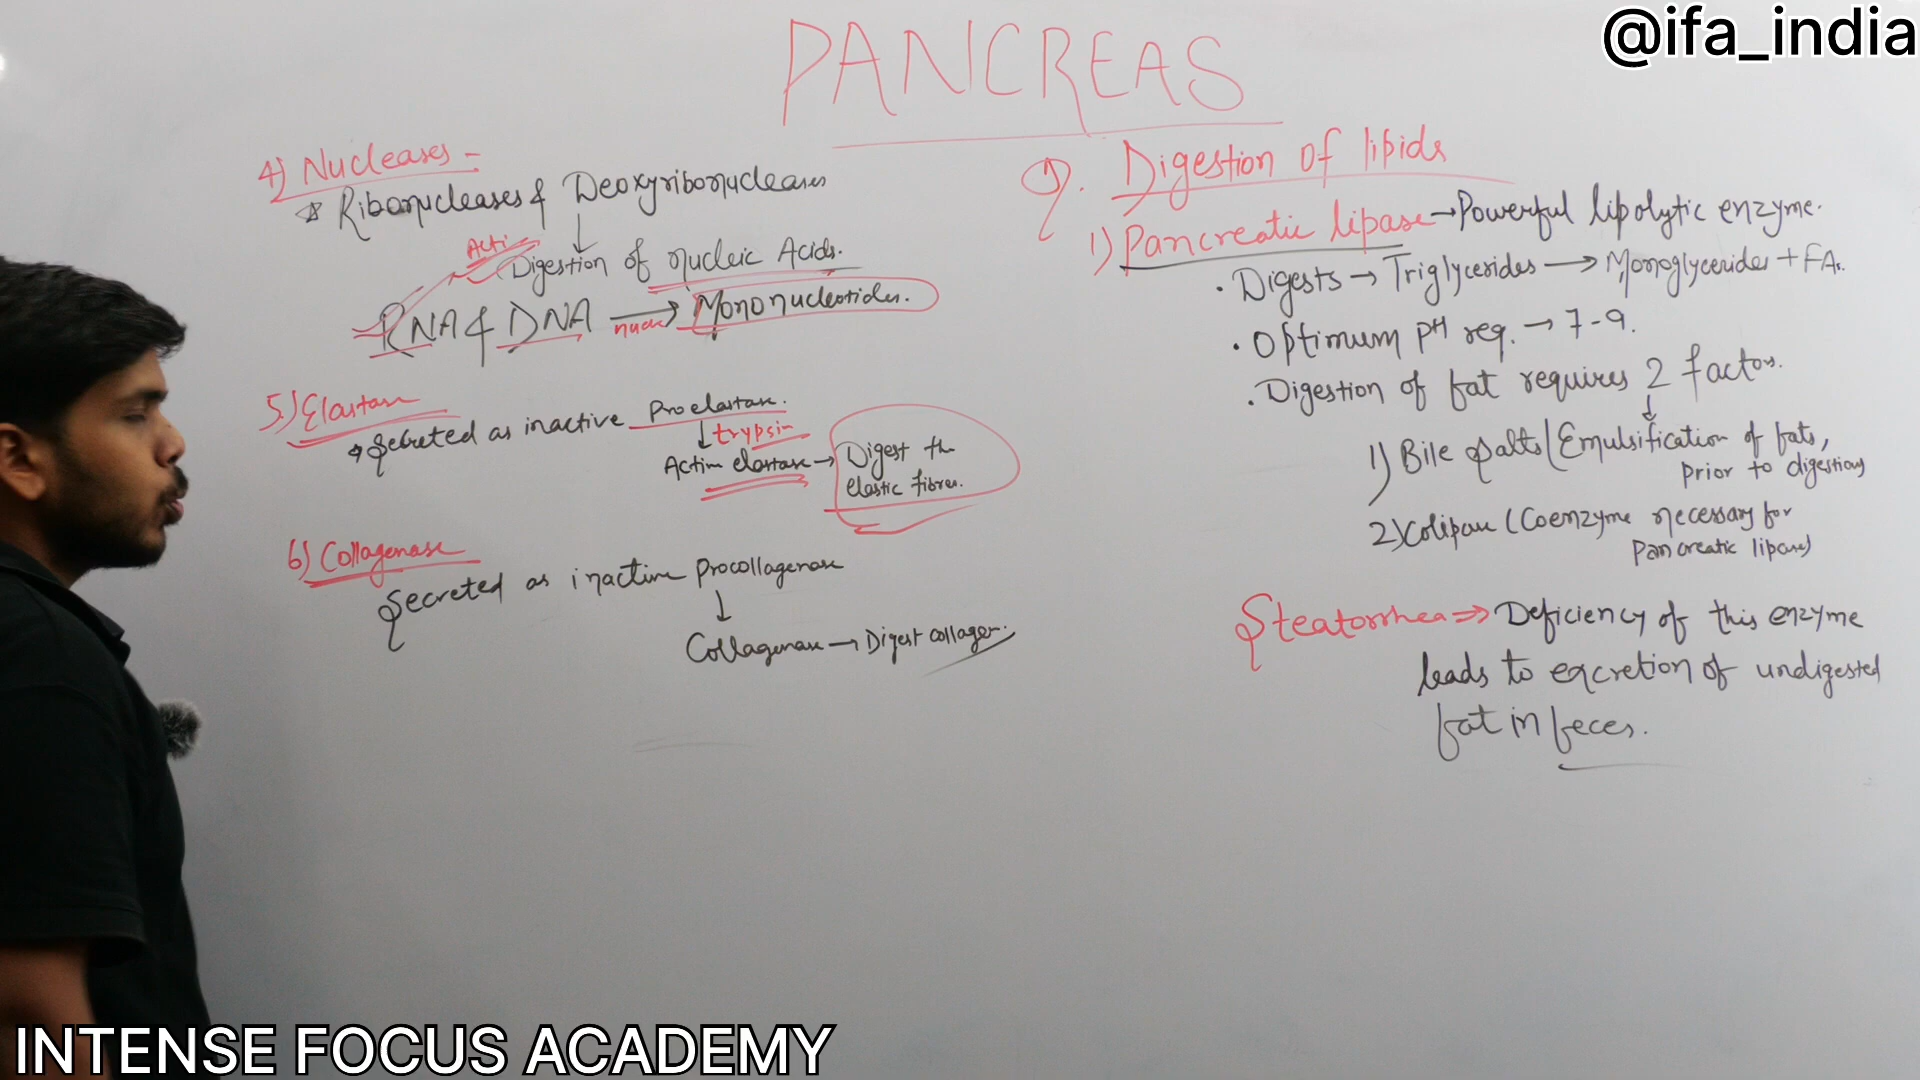 @ifa_india
PANCREAS
4) Nucleases -
Ribonucleases & Deoxyribonucleases
Acti
Digestion of nucleic Acids.
RNA & DNA → Mononucleotides.
nucle
5.) Elastase
Secreted as inactive Proelastase.
↓ trypsin
Active elastase → Digest the
elastic fibres.
6) Collagenase
Secreted as inactive Procollagenase
↓
Collagenase → Digest collagen.
Digestion of lipids
1) Pancreatic lipase → Powerful lipolytic enzyme.
• Digests → Triglycerides → Monoglycerides + FA.
• Optimum pH req. → 7-9.
• Digestion of fat requires 2 factors.
↓
1) Bile Salts (Emulsification of fats,
prior to digestion)
2) Colipase (Coenzyme necessary for
Pancreatic lipase)
Steatorrhea ⇒ Deficiency of this enzyme
leads to excretion of undigested
fat in feces.
INTENSE FOCUS ACADEMY